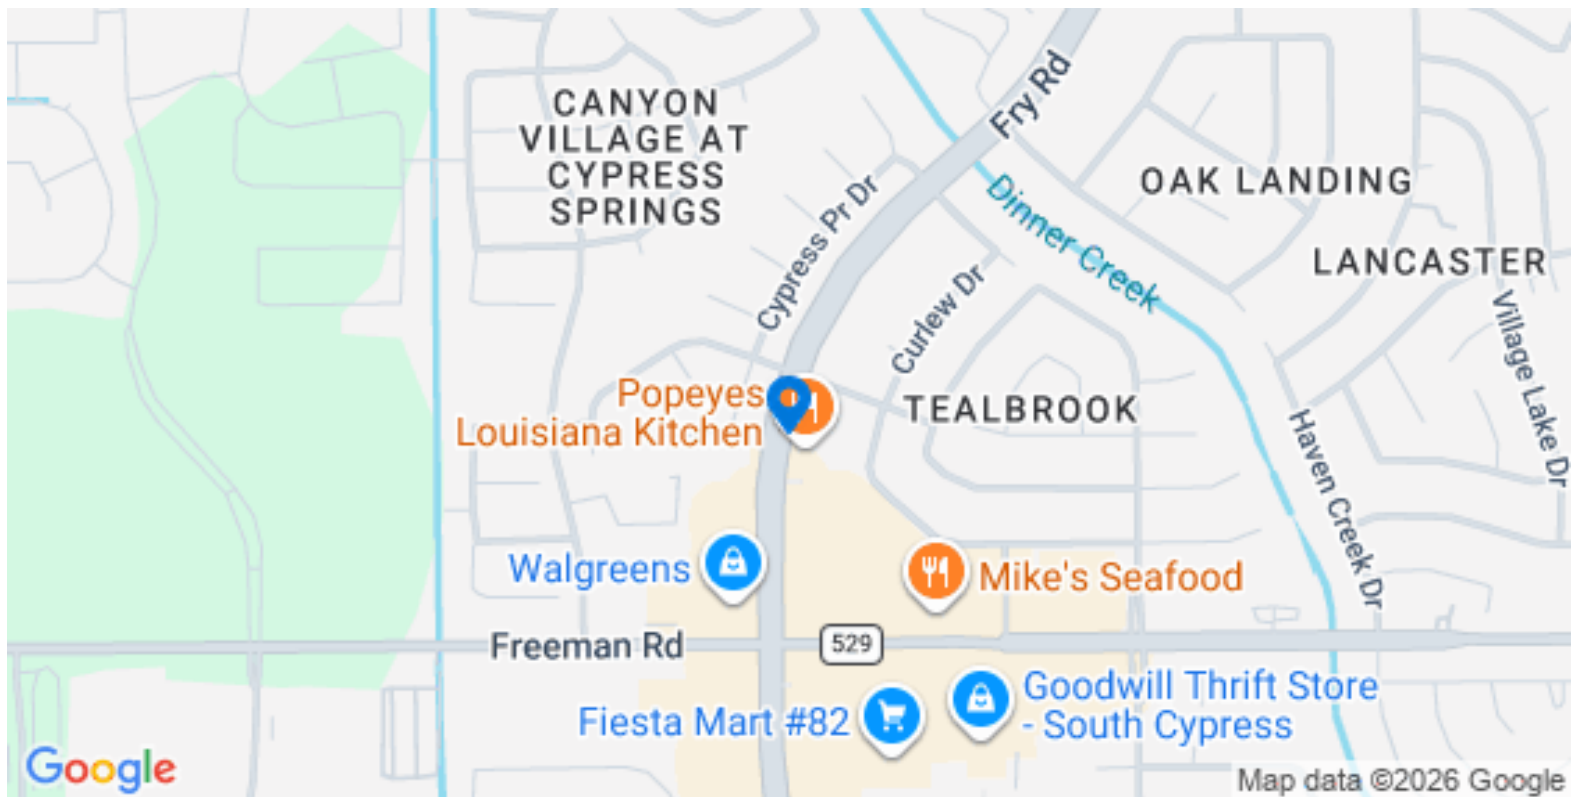 Fry Rd
CANYON
VILLAGE AT
CYPRESS
SPRINGS
Cypress Pr Dr
Dinner Creek
OAK LANDING
LANCASTER
Curlew Dr
Village Lake Dr
Popeyes
Louisiana Kitchen
TEALBROOK
Haven Creek Dr
Walgreens
Mike's Seafood
Freeman Rd
529
Goodwill Thrift Store
- South Cypress
Fiesta Mart #82
Google
Map data ©2026 Google